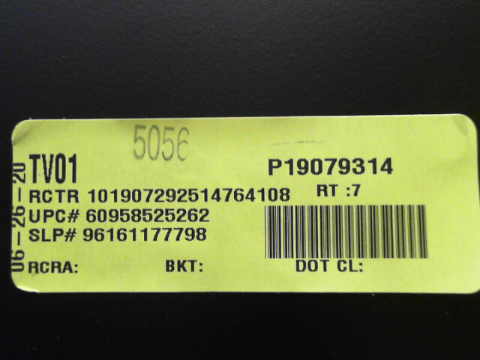 5056
TV01
P19079314
RCTR 101907292514764108
RT :7
UPC# 60958525262
SLP# 96161177798
RCRA: BKT: DOT CL:
06-26-20